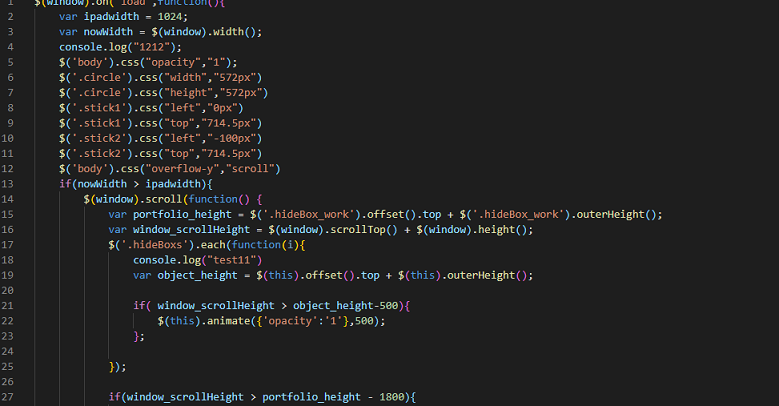 1 $(window).on('load',function(){
2 var ipadwidth = 1024;
3 var nowWidth = $(window).width();
4 console.log("1212");
5 $('body').css("opacity","1");
6 $('.circle').css("width","572px")
7 $('.circle').css("height","572px")
8 $('.stick1').css("left","0px")
9 $('.stick1').css("top","714.5px")
10 $('.stick2').css("left","-100px")
11 $('.stick2').css("top","714.5px")
12 $('body').css("overflow-y","scroll")
13 if(nowWidth > ipadwidth){
14 $(window).scroll(function() {
15 var portfolio_height = $('.hideBox_work').offset().top + $('.hideBox_work').outerHeight();
16 var window_scrollHeight = $(window).scrollTop() + $(window).height();
17 $('.hideBoxs').each(function(i){
18 console.log("test11")
19 var object_height = $(this).offset().top + $(this).outerHeight();
20
21 if( window_scrollHeight > object_height-500){
22 $(this).animate({'opacity':'1'},500);
23 };
24
25 });
26
27 if(window_scrollHeight > portfolio_height - 1800){